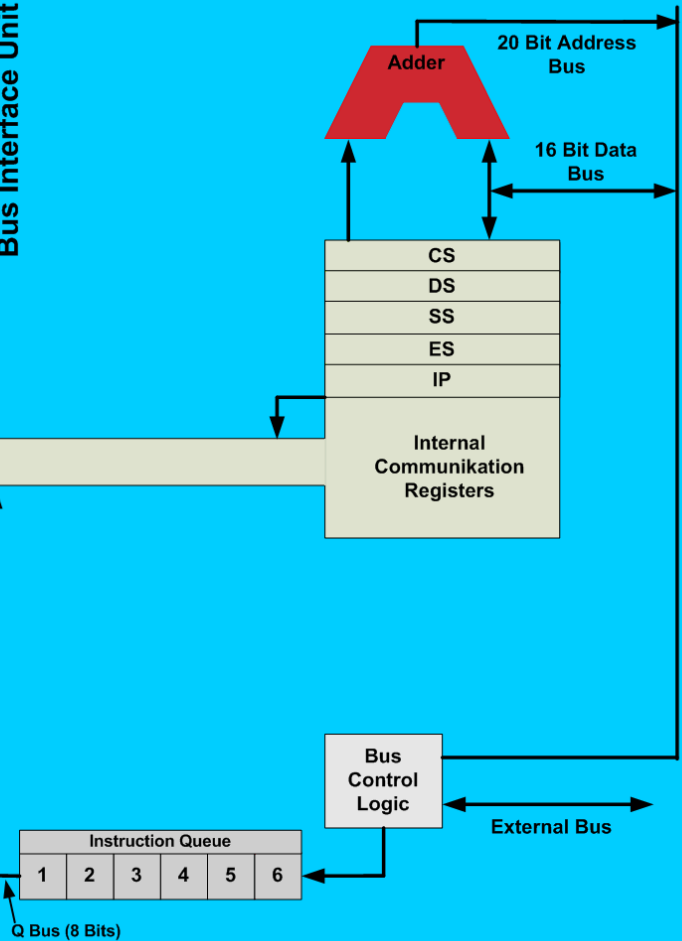 Bus Interface Unit
Adder
20 Bit Address
Bus
16 Bit Data
Bus
CS
DS
SS
ES
IP
Internal
Communikation
Registers
Bus
Control
Logic
External Bus
Instruction Queue
1 2 3 4 5 6
Q Bus (8 Bits)